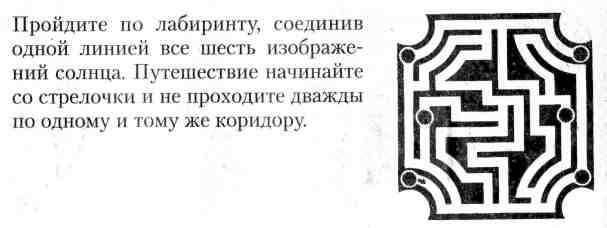 Пройдите по лабиринту, соединив
одной линией все шесть изображе-
ний солнца. Путешествие начинайте
со стрелочки и не проходите дважды
по одному и тому же коридору.